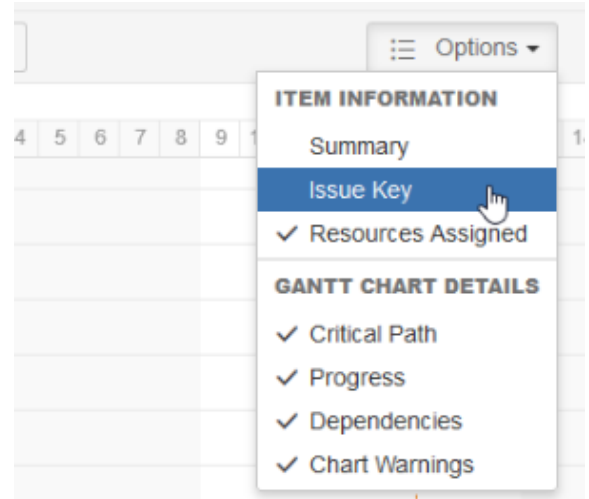 Options
ITEM INFORMATION
4 5 6 7 8 9
Summary
Issue Key
Resources Assigned
GANTT CHART DETAILS
Critical Path
Progress
Dependencies
Chart Warnings